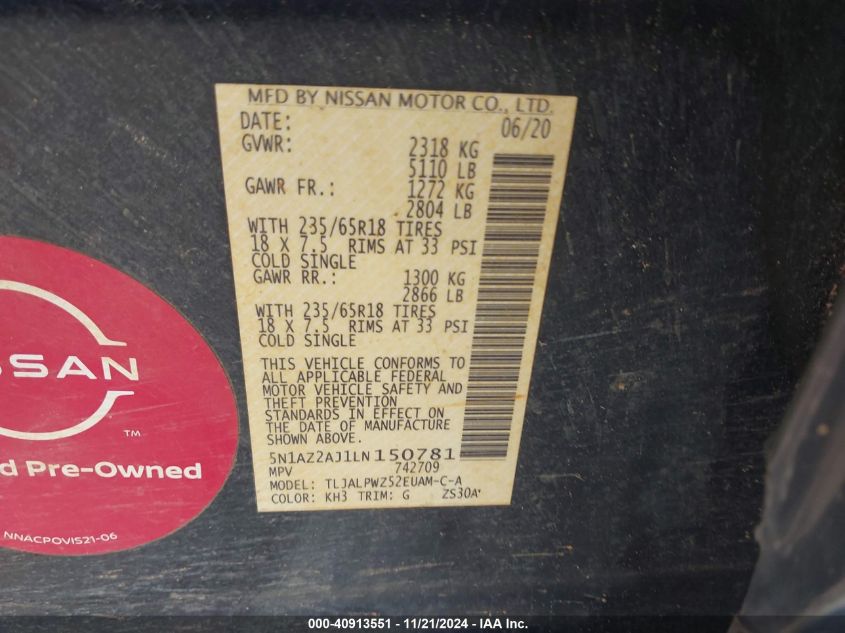 MFD BY NISSAN MOTOR CO., LTD.
DATE: 06/20
GVWR: 2318 KG
5110 LB
GAWR FR.: 1272 KG
2804 LB
WITH 235/65R18 TIRES
18 X 7.5 RIMS AT 33 PSI
COLD SINGLE
GAWR RR.: 1300 KG
2866 LB
WITH 235/65R18 TIRES
18 X 7.5 RIMS AT 33 PSI
COLD SINGLE
THIS VEHICLE CONFORMS TO
ALL APPLICABLE FEDERAL
MOTOR VEHICLE SAFETY AND
THEFT PREVENTION
STANDARDS IN EFFECT ON
THE DATE OF MANUFACTURE
SHOWN ABOVE.
5N1AZ2AJ1LN150781
MPV 742709
MODEL: TLJALPWZ52EUAM-C-A
COLOR: KH3 TRIM: G ZS30A
SSAN
TM
d Pre-Owned
NNACPOVIS21-06
000-40913551 - 11/21/2024 - IAA Inc.